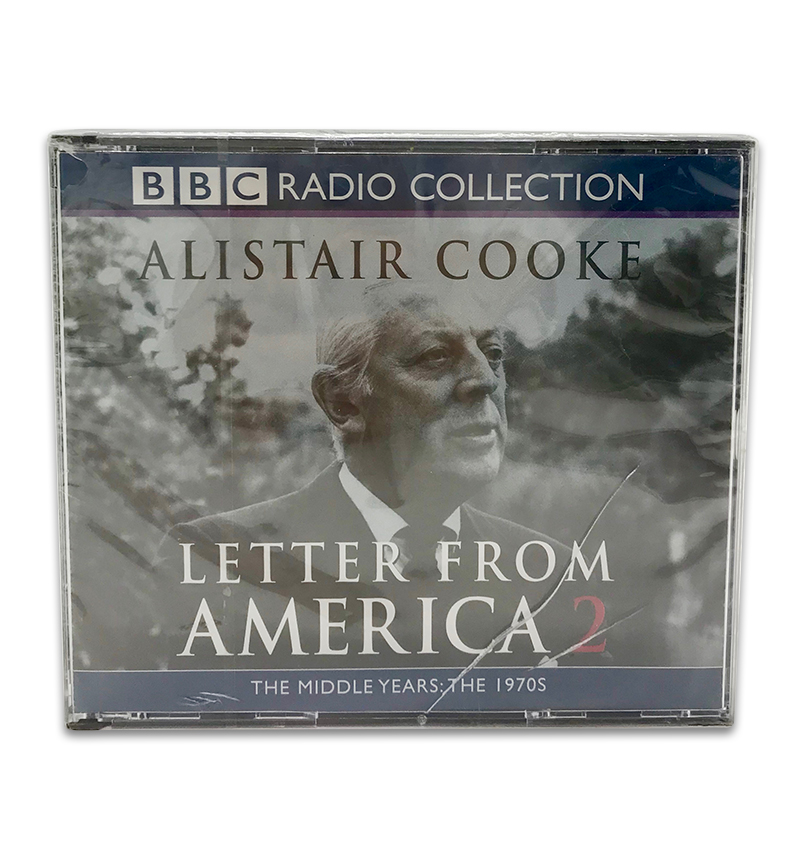 BBC RADIO COLLECTION
ALISTAIR COOKE
LETTER FROM
AMERICA 2
THE MIDDLE YEARS: THE 1970S